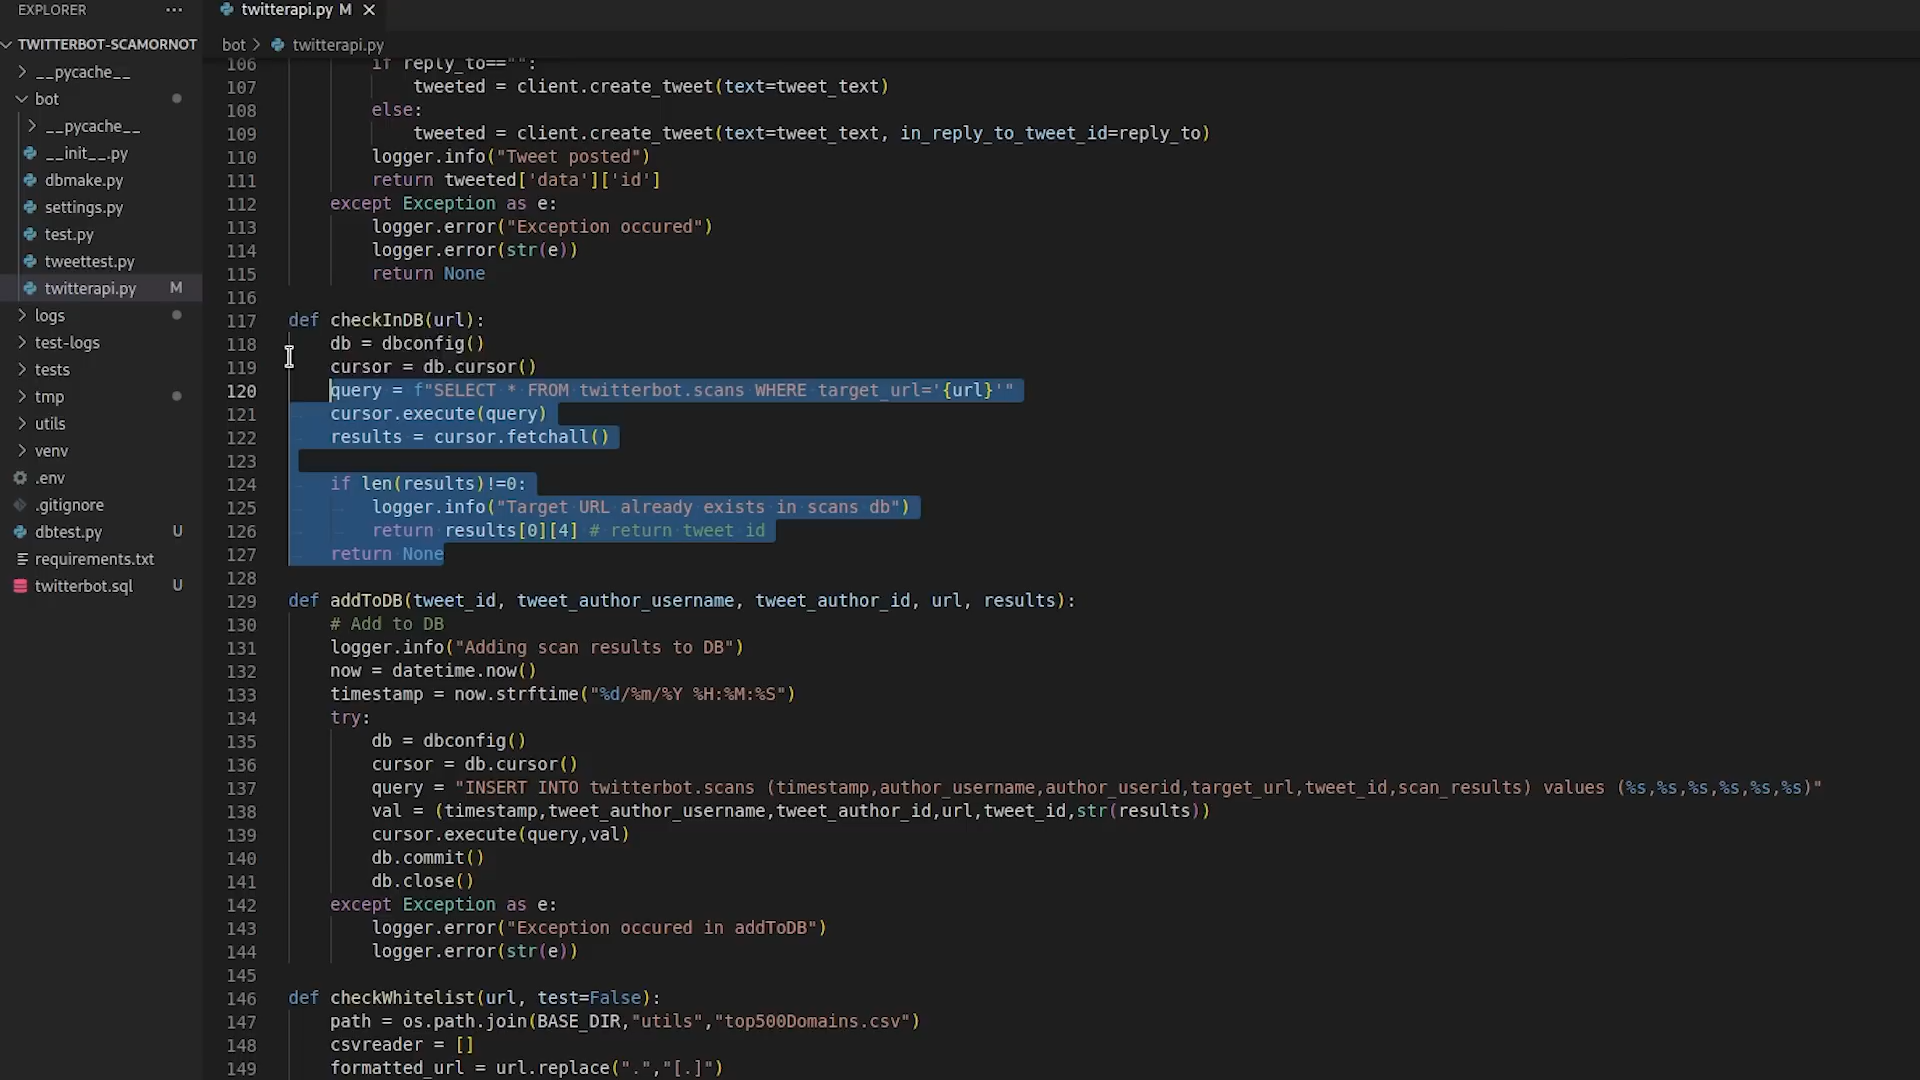 EXPLORER
TWITTERBOT-SCAMORNOT
__pycache__
bot
__pycache__
__init__.py
dbmake.py
settings.py
test.py
tweettest.py
twitterapi.py M
logs
test-logs
tests
tmp
utils
venv
.env
.gitignore
dbtest.py U
requirements.txt
twitterbot.sql U
twitterapi.py M
bot > twitterapi.py
106 if reply_to=="":
107 tweeted = client.create_tweet(text=tweet_text)
108 else:
109 tweeted = client.create_tweet(text=tweet_text, in_reply_to_tweet_id=reply_to)
110 logger.info("Tweet posted")
111 return tweeted['data']['id']
112 except Exception as e:
113 logger.error("Exception occured")
114 logger.error(str(e))
115 return None
116
117 def checkInDB(url):
118 db = dbconfig()
119 cursor = db.cursor()
120 query = f"SELECT * FROM twitterbot.scans WHERE target_url='{url}'"
121 cursor.execute(query)
122 results = cursor.fetchall()
123
124 if len(results)!=0:
125 logger.info("Target URL already exists in scans db")
126 return results[0][4] # return tweet id
127 return None
128
129 def addToDB(tweet_id, tweet_author_username, tweet_author_id, url, results):
130 # Add to DB
131 logger.info("Adding scan results to DB")
132 now = datetime.now()
133 timestamp = now.strftime("%d/%m/%Y %H:%M:%S")
134 try:
135 db = dbconfig()
136 cursor = db.cursor()
137 query = "INSERT INTO twitterbot.scans (timestamp,author_username,author_userid,target_url,tweet_id,scan_results) values (%s,%s,%s,%s,%s,%s)"
138 val = (timestamp,tweet_author_username,tweet_author_id,url,tweet_id,str(results))
139 cursor.execute(query,val)
140 db.commit()
141 db.close()
142 except Exception as e:
143 logger.error("Exception occured in addToDB")
144 logger.error(str(e))
145
146 def checkWhitelist(url, test=False):
147 path = os.path.join(BASE_DIR,"utils","top500Domains.csv")
148 csvreader = []
149 formatted_url = url.replace(".","[.]")